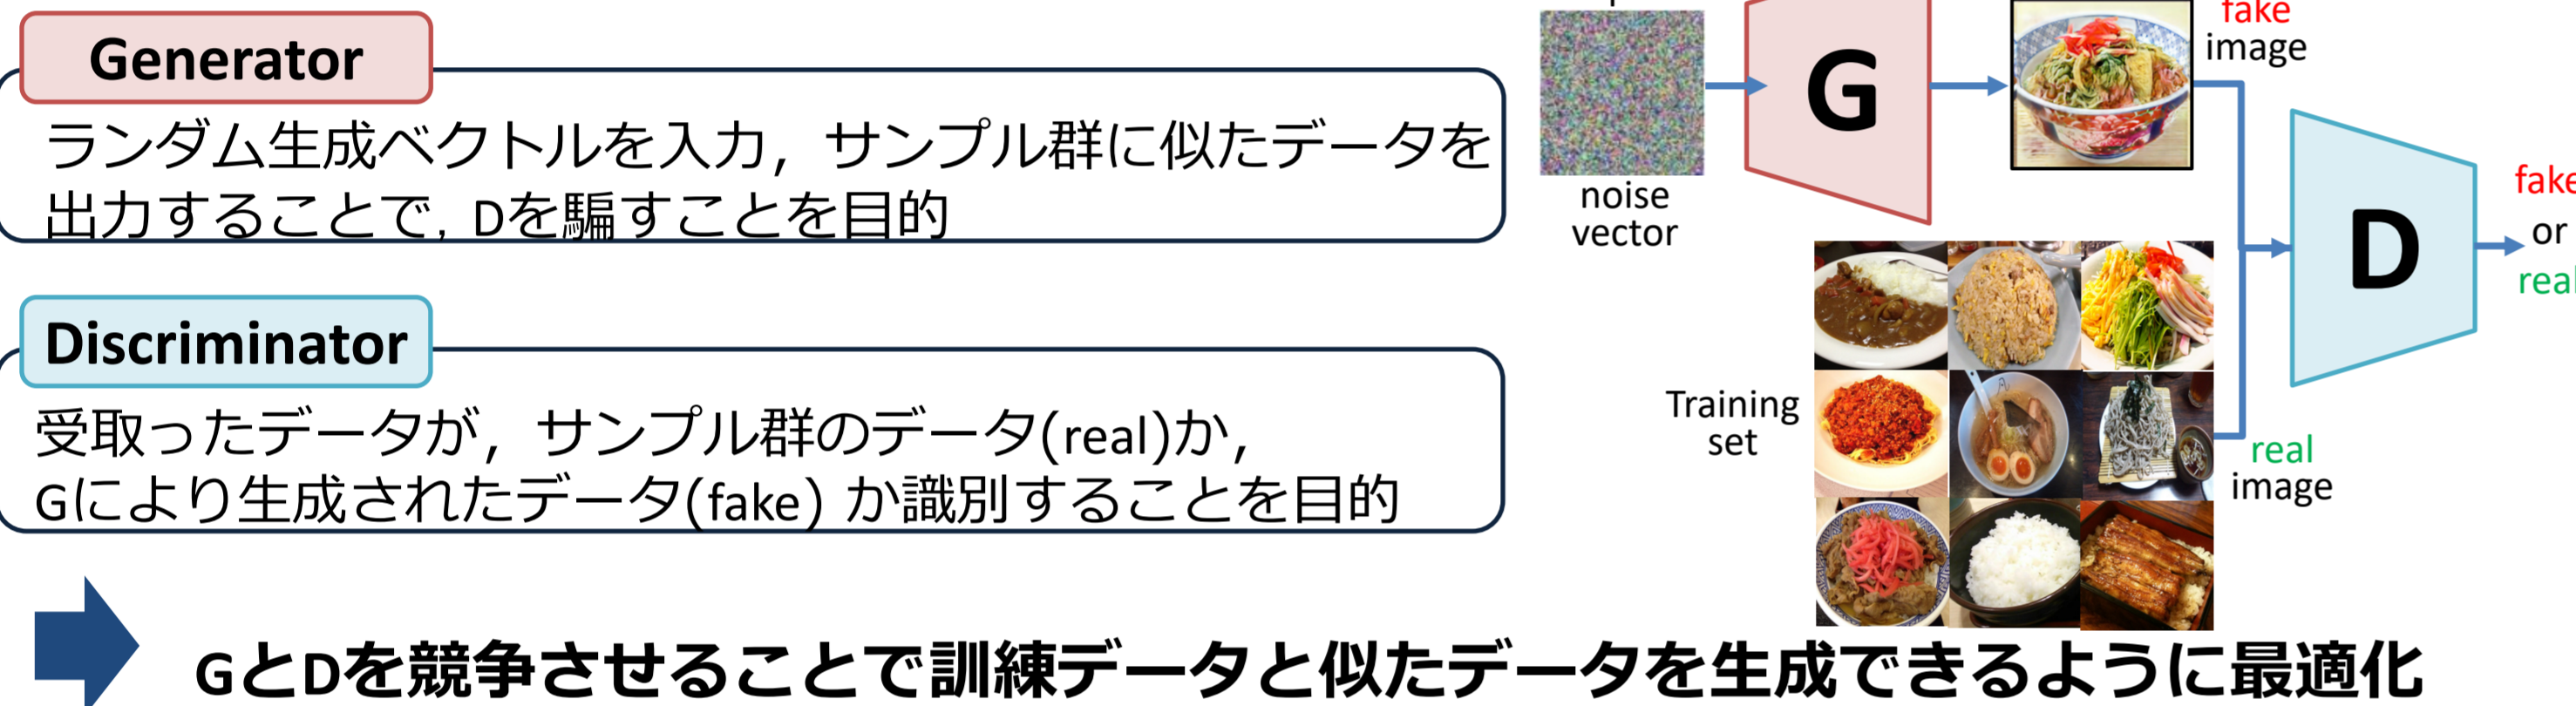 Generator
ランダム生成ベクトルを入力，サンプル群に似たデータを
出力することで，Dを騙すことを目的
Discriminator
受取ったデータが，サンプル群のデータ(real)か，
Gにより生成されたデータ(fake) か識別することを目的
GとDを競争させることで訓練データと似たデータを生成できるように最適化
noise
vector
G
fake
image
D
fake
or
real
Training
set
real
image